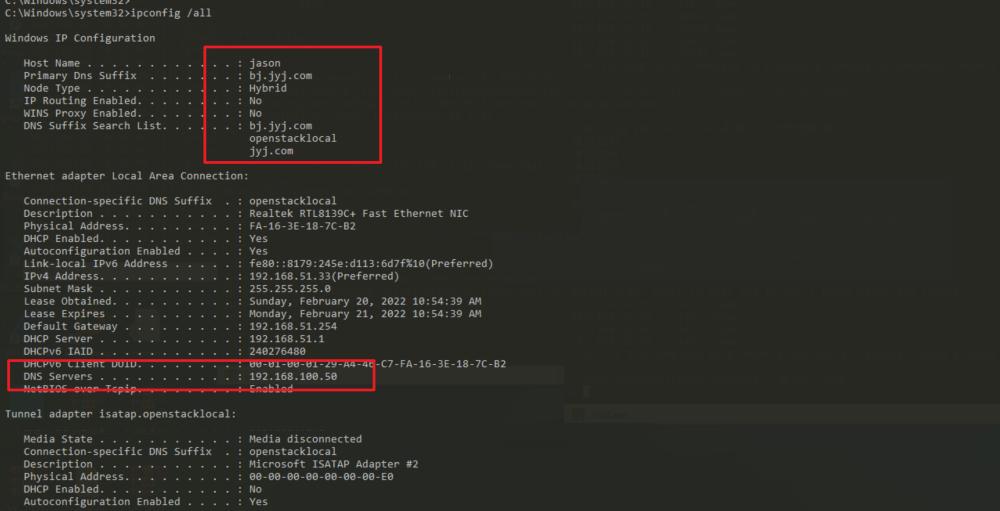 C:\Windows\system32>
C:\Windows\system32>ipconfig /all
Windows IP Configuration
Host Name . . . . . . . . . . . . : jason
Primary Dns Suffix . . . . . . . : bj.jyj.com
Node Type . . . . . . . . . . . . : Hybrid
IP Routing Enabled. . . . . . . . : No
WINS Proxy Enabled. . . . . . . . : No
DNS Suffix Search List. . . . . . : bj.jyj.com
openstacklocal
jyj.com
Ethernet adapter Local Area Connection:
Connection-specific DNS Suffix . : openstacklocal
Description . . . . . . . . . . . : Realtek RTL8139C+ Fast Ethernet NIC
Physical Address. . . . . . . . . : FA-16-3E-18-7C-B2
DHCP Enabled. . . . . . . . . . . : Yes
Autoconfiguration Enabled . . . . : Yes
Link-local IPv6 Address . . . . . : fe80::8179:245e:d113:6d7f%10(Preferred)
IPv4 Address. . . . . . . . . . . : 192.168.51.33(Preferred)
Subnet Mask . . . . . . . . . . . : 255.255.255.0
Lease Obtained. . . . . . . . . . : Sunday, February 20, 2022 10:54:39 AM
Lease Expires . . . . . . . . . . : Monday, February 21, 2022 10:54:39 AM
Default Gateway . . . . . . . . . : 192.168.51.254
DHCP Server . . . . . . . . . . . : 192.168.51.1
DHCPv6 IAID . . . . . . . . . . . : 240276480
DHCPv6 Client DUID. . . . . . . . : 00-01-00-01-29-A4-46-C7-FA-16-3E-18-7C-B2
DNS Servers . . . . . . . . . . . : 192.168.100.50
NetBIOS over Tcpip. . . . . . . . : Enabled
Tunnel adapter isatap.openstacklocal:
Media State . . . . . . . . . . . : Media disconnected
Connection-specific DNS Suffix . : openstacklocal
Description . . . . . . . . . . . : Microsoft ISATAP Adapter #2
Physical Address. . . . . . . . . : 00-00-00-00-00-00-00-E0
DHCP Enabled. . . . . . . . . . . : No
Autoconfiguration Enabled . . . . : Yes